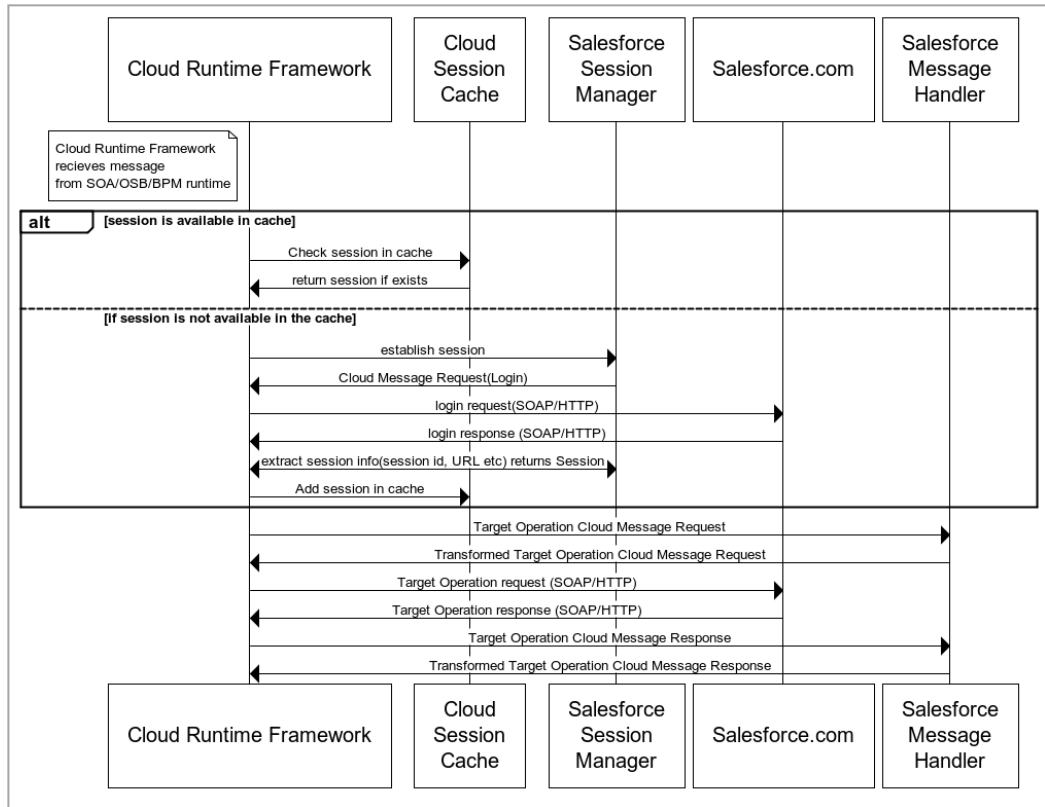 Cloud Runtime Framework
Cloud
Session
Cache
Salesforce
Session
Manager
Salesforce.com
Salesforce
Message
Handler
Cloud Runtime Framework
recieves message
from SOA/OSB/BPM runtime
alt
[session is available in cache]
Check session in cache
return session if exists
[if session is not available in the cache]
establish session
Cloud Message Request(Login)
login request(SOAP/HTTP)
login response (SOAP/HTTP)
extract session info(session id, URL etc) returns Session
Add session in cache
Target Operation Cloud Message Request
Transformed Target Operation Cloud Message Request
Target Operation request (SOAP/HTTP)
Target Operation response (SOAP/HTTP)
Target Operation Cloud Message Response
Transformed Target Operation Cloud Message Response
Cloud Runtime Framework
Cloud
Session
Cache
Salesforce
Session
Manager
Salesforce.com
Salesforce
Message
Handler